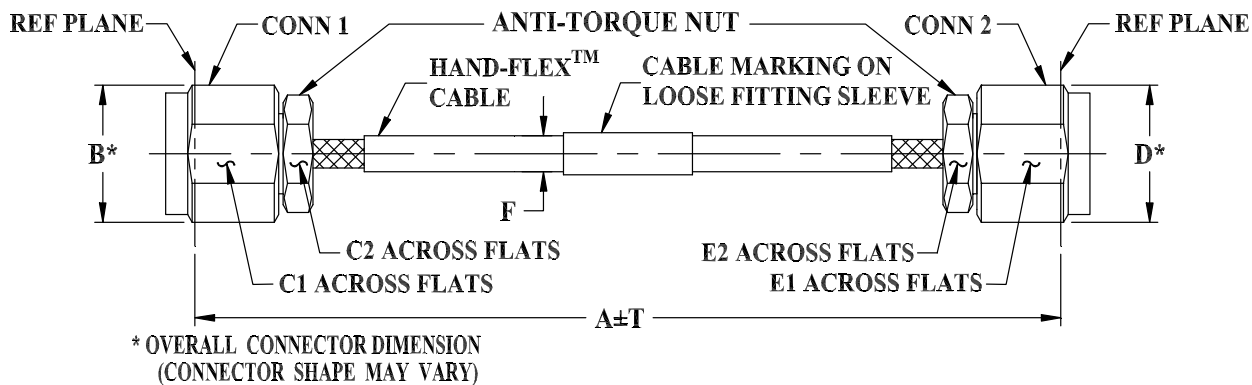 REF PLANE
CONN 1
ANTI-TORQUE NUT
CONN 2
REF PLANE
HAND-FLEX™
CABLE
CABLE MARKING ON
LOOSE FITTING SLEEVE
B*
D*
F
C2 ACROSS FLATS
E2 ACROSS FLATS
C1 ACROSS FLATS
E1 ACROSS FLATS
A±T
* OVERALL CONNECTOR DIMENSION
(CONNECTOR SHAPE MAY VARY)